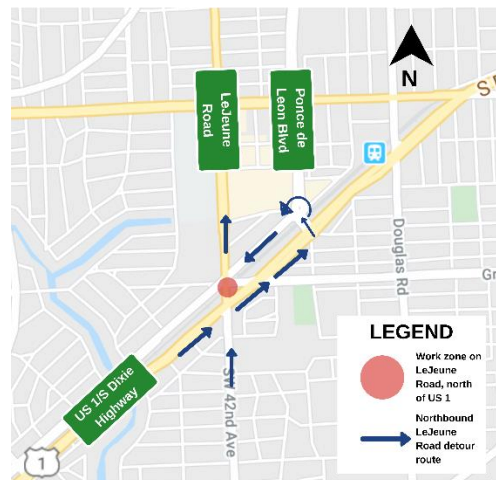 N
S
LeJeune
Road
Ponce de
Leon Blvd
Douglas Rd
Gr
US 1/S Dixie
Highway
SW 42nd Ave
1
LEGEND
Work zone on
LeJeune
Road, north
of US 1
Northbound
LeJeune
Road detour
route